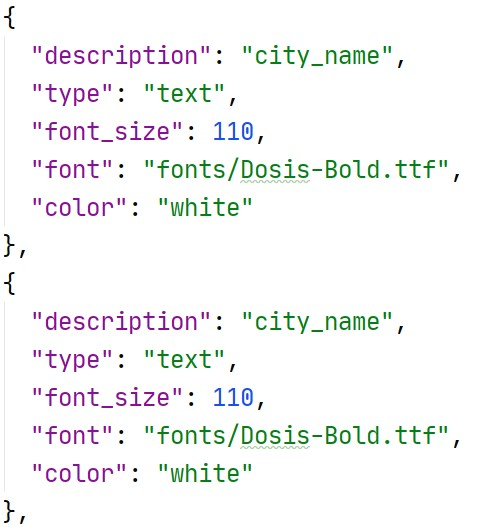 {
  "description": "city_name",
  "type": "text",
  "font_size": 110,
  "font": "fonts/Dosis-Bold.ttf",
  "color": "white"
},
{
  "description": "city_name",
  "type": "text",
  "font_size": 110,
  "font": "fonts/Dosis-Bold.ttf",
  "color": "white"
},